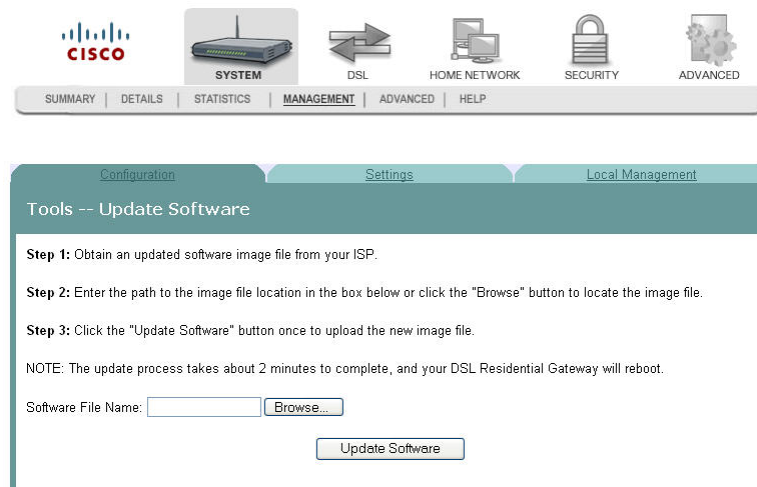 CISCO
SYSTEM DSL HOME NETWORK SECURITY ADVANCED
SUMMARY | DETAILS | STATISTICS | MANAGEMENT | ADVANCED | HELP
Configuration Settings Local Management
Tools -- Update Software
Step 1: Obtain an updated software image file from your ISP.
Step 2: Enter the path to the image file location in the box below or click the "Browse" button to locate the image file.
Step 3: Click the "Update Software" button once to upload the new image file.
NOTE: The update process takes about 2 minutes to complete, and your DSL Residential Gateway will reboot.
Software File Name: Browse...
Update Software